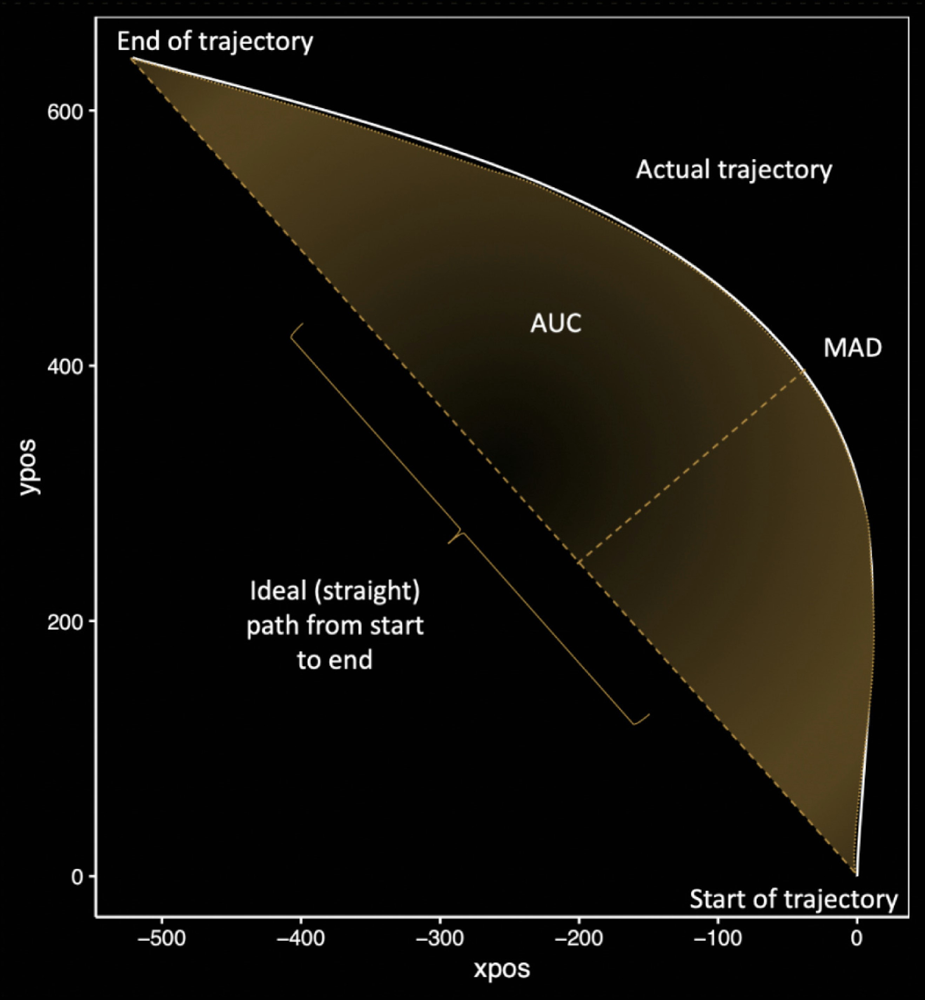 End of trajectory
600
Actual trajectory
AUC
MAD
400
ypos
Ideal (straight)
path from start
to end
200
0
Start of trajectory
–500
–400
–300
–200
–100
0
xpos